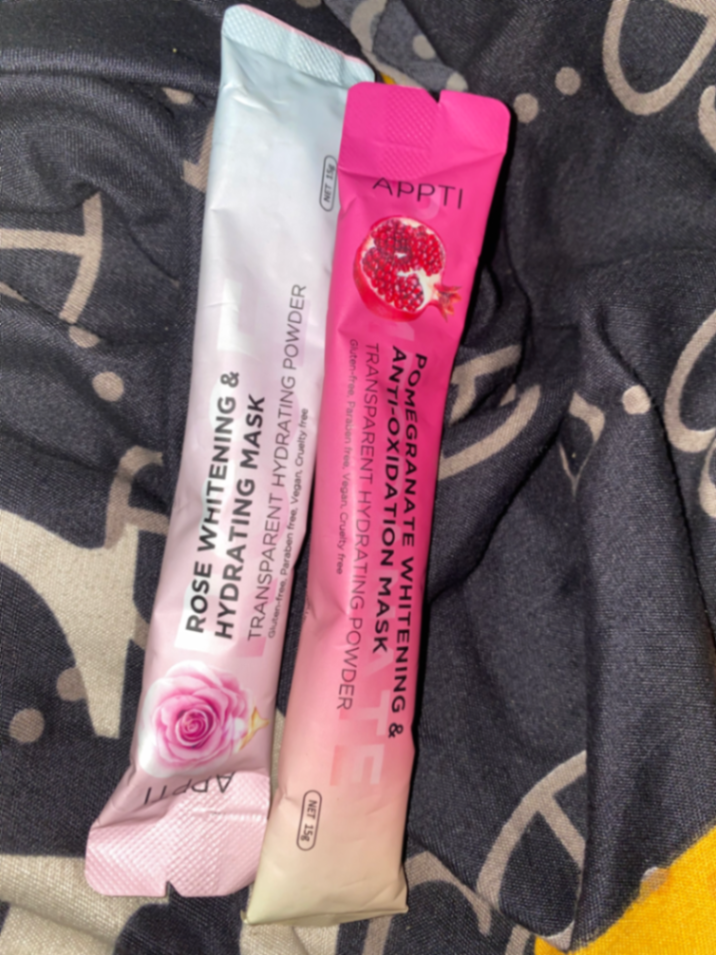 NET 15g
ROSE WHITENING &
HYDRATING MASK
TRANSPARENT HYDRATING POWDER
Gluten-free, Paraben free, Vegan, Cruelty free
APPTI
APPTI
POMEGRANATE WHITENING &
ANTI-OXIDATION MASK
TRANSPARENT HYDRATING POWDER
Gluten-free, Paraben free, Vegan, Cruelty free
ATE
NET 15g